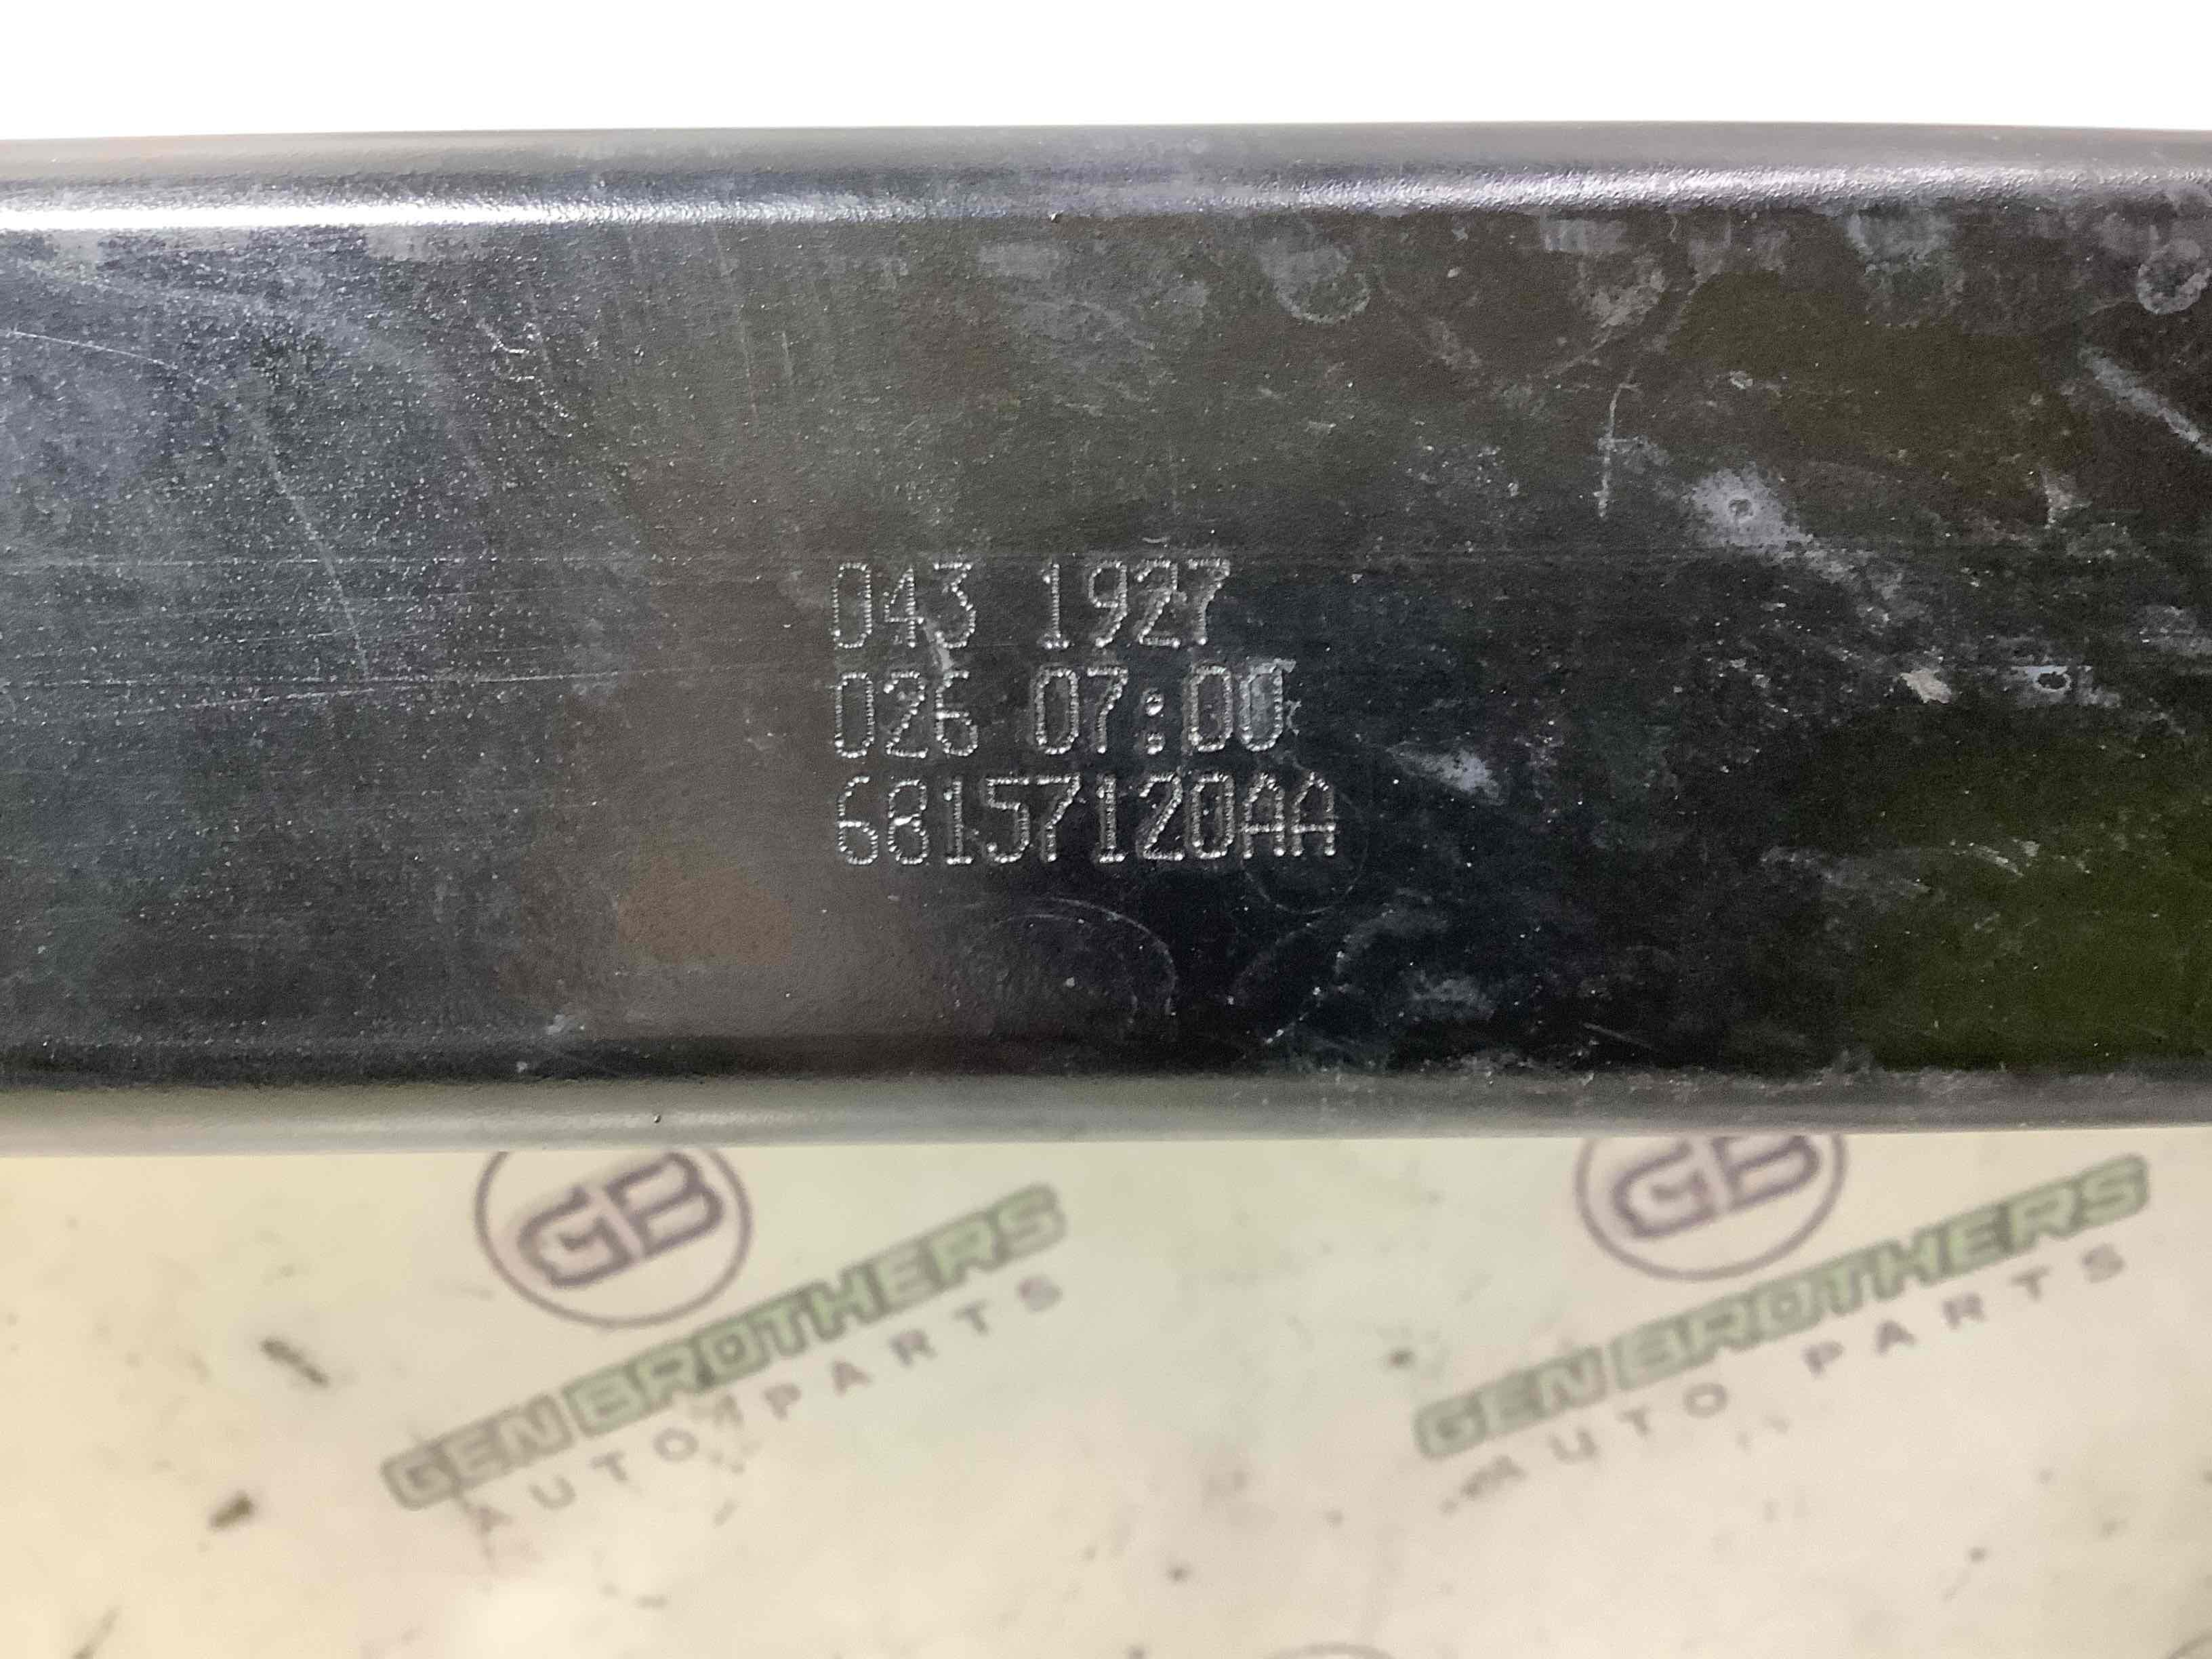 043 1927
026 07:00
68157120AA
GB
GEN BROTHERS
AUTO PARTS
GB
GEN BROTHERS
AUTO PARTS